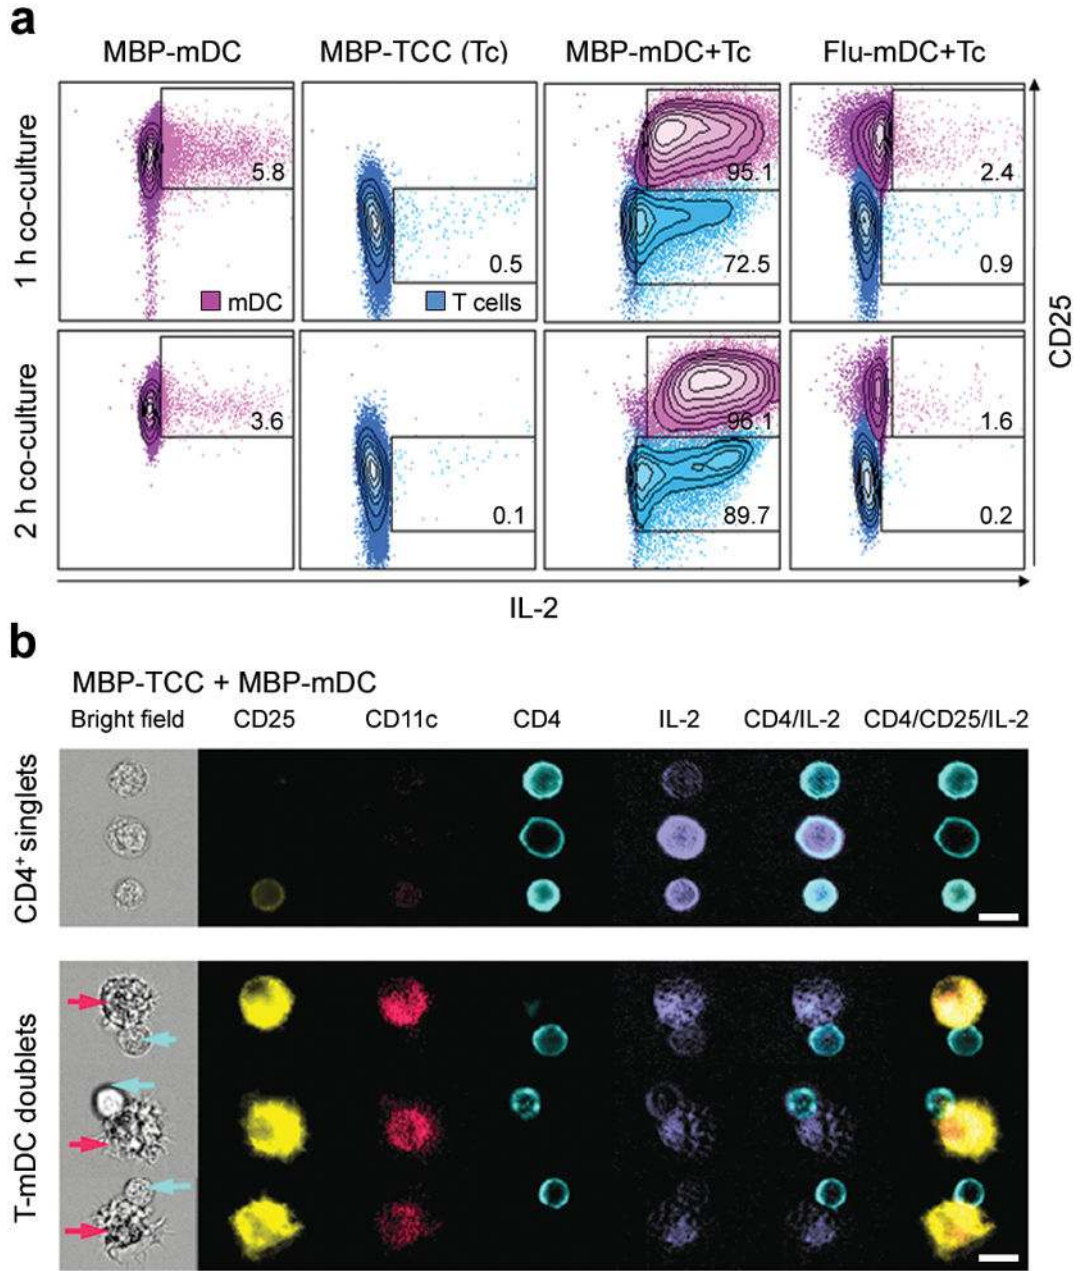 a
MBP-mDC MBP-TCC (Tc) MBP-mDC+Tc Flu-mDC+Tc
1 h co-culture
5.8
mDC
0.5
T cells
95.1
72.5
2.4
0.9
2 h co-culture
3.6
0.1
96.1
89.7
1.6
0.2
CD25
IL-2
b
MBP-TCC + MBP-mDC
Bright field CD25 CD11c CD4 IL-2 CD4/IL-2 CD4/CD25/IL-2
CD4⁺ singlets
T-mDC doublets